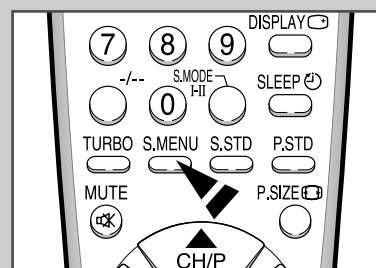 DISPLAY
7 8 9
-/-- S.MODE SLEEP
I-II
0
TURBO S.MENU S.STD P.STD
MUTE P.SIZE
CH/P